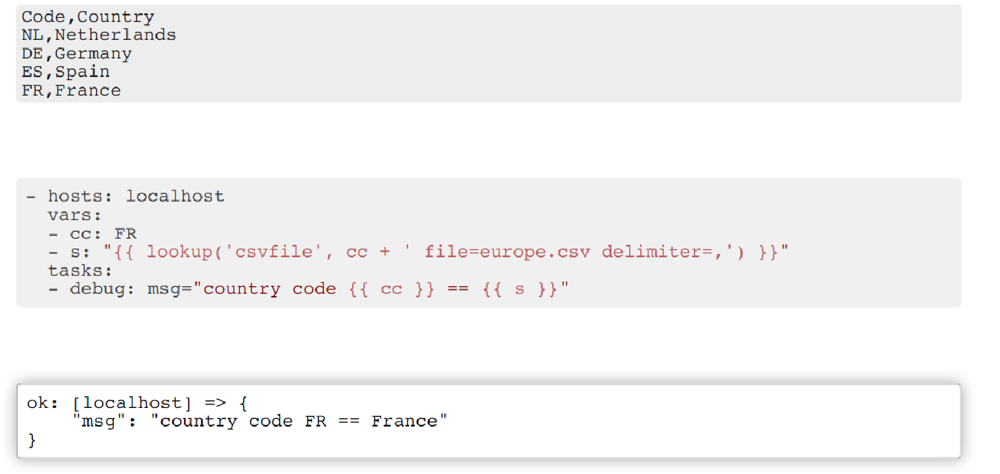 Code,Country
NL,Netherlands
DE,Germany
ES,Spain
FR,France
- hosts: localhost
  vars:
  - cc: FR
  - s: "{{ lookup('csvfile', cc + ' file=europe.csv delimiter=,') }}"
  tasks:
  - debug: msg="country code {{ cc }} == {{ s }}"
ok: [localhost] => {
    "msg": "country code FR == France"
}